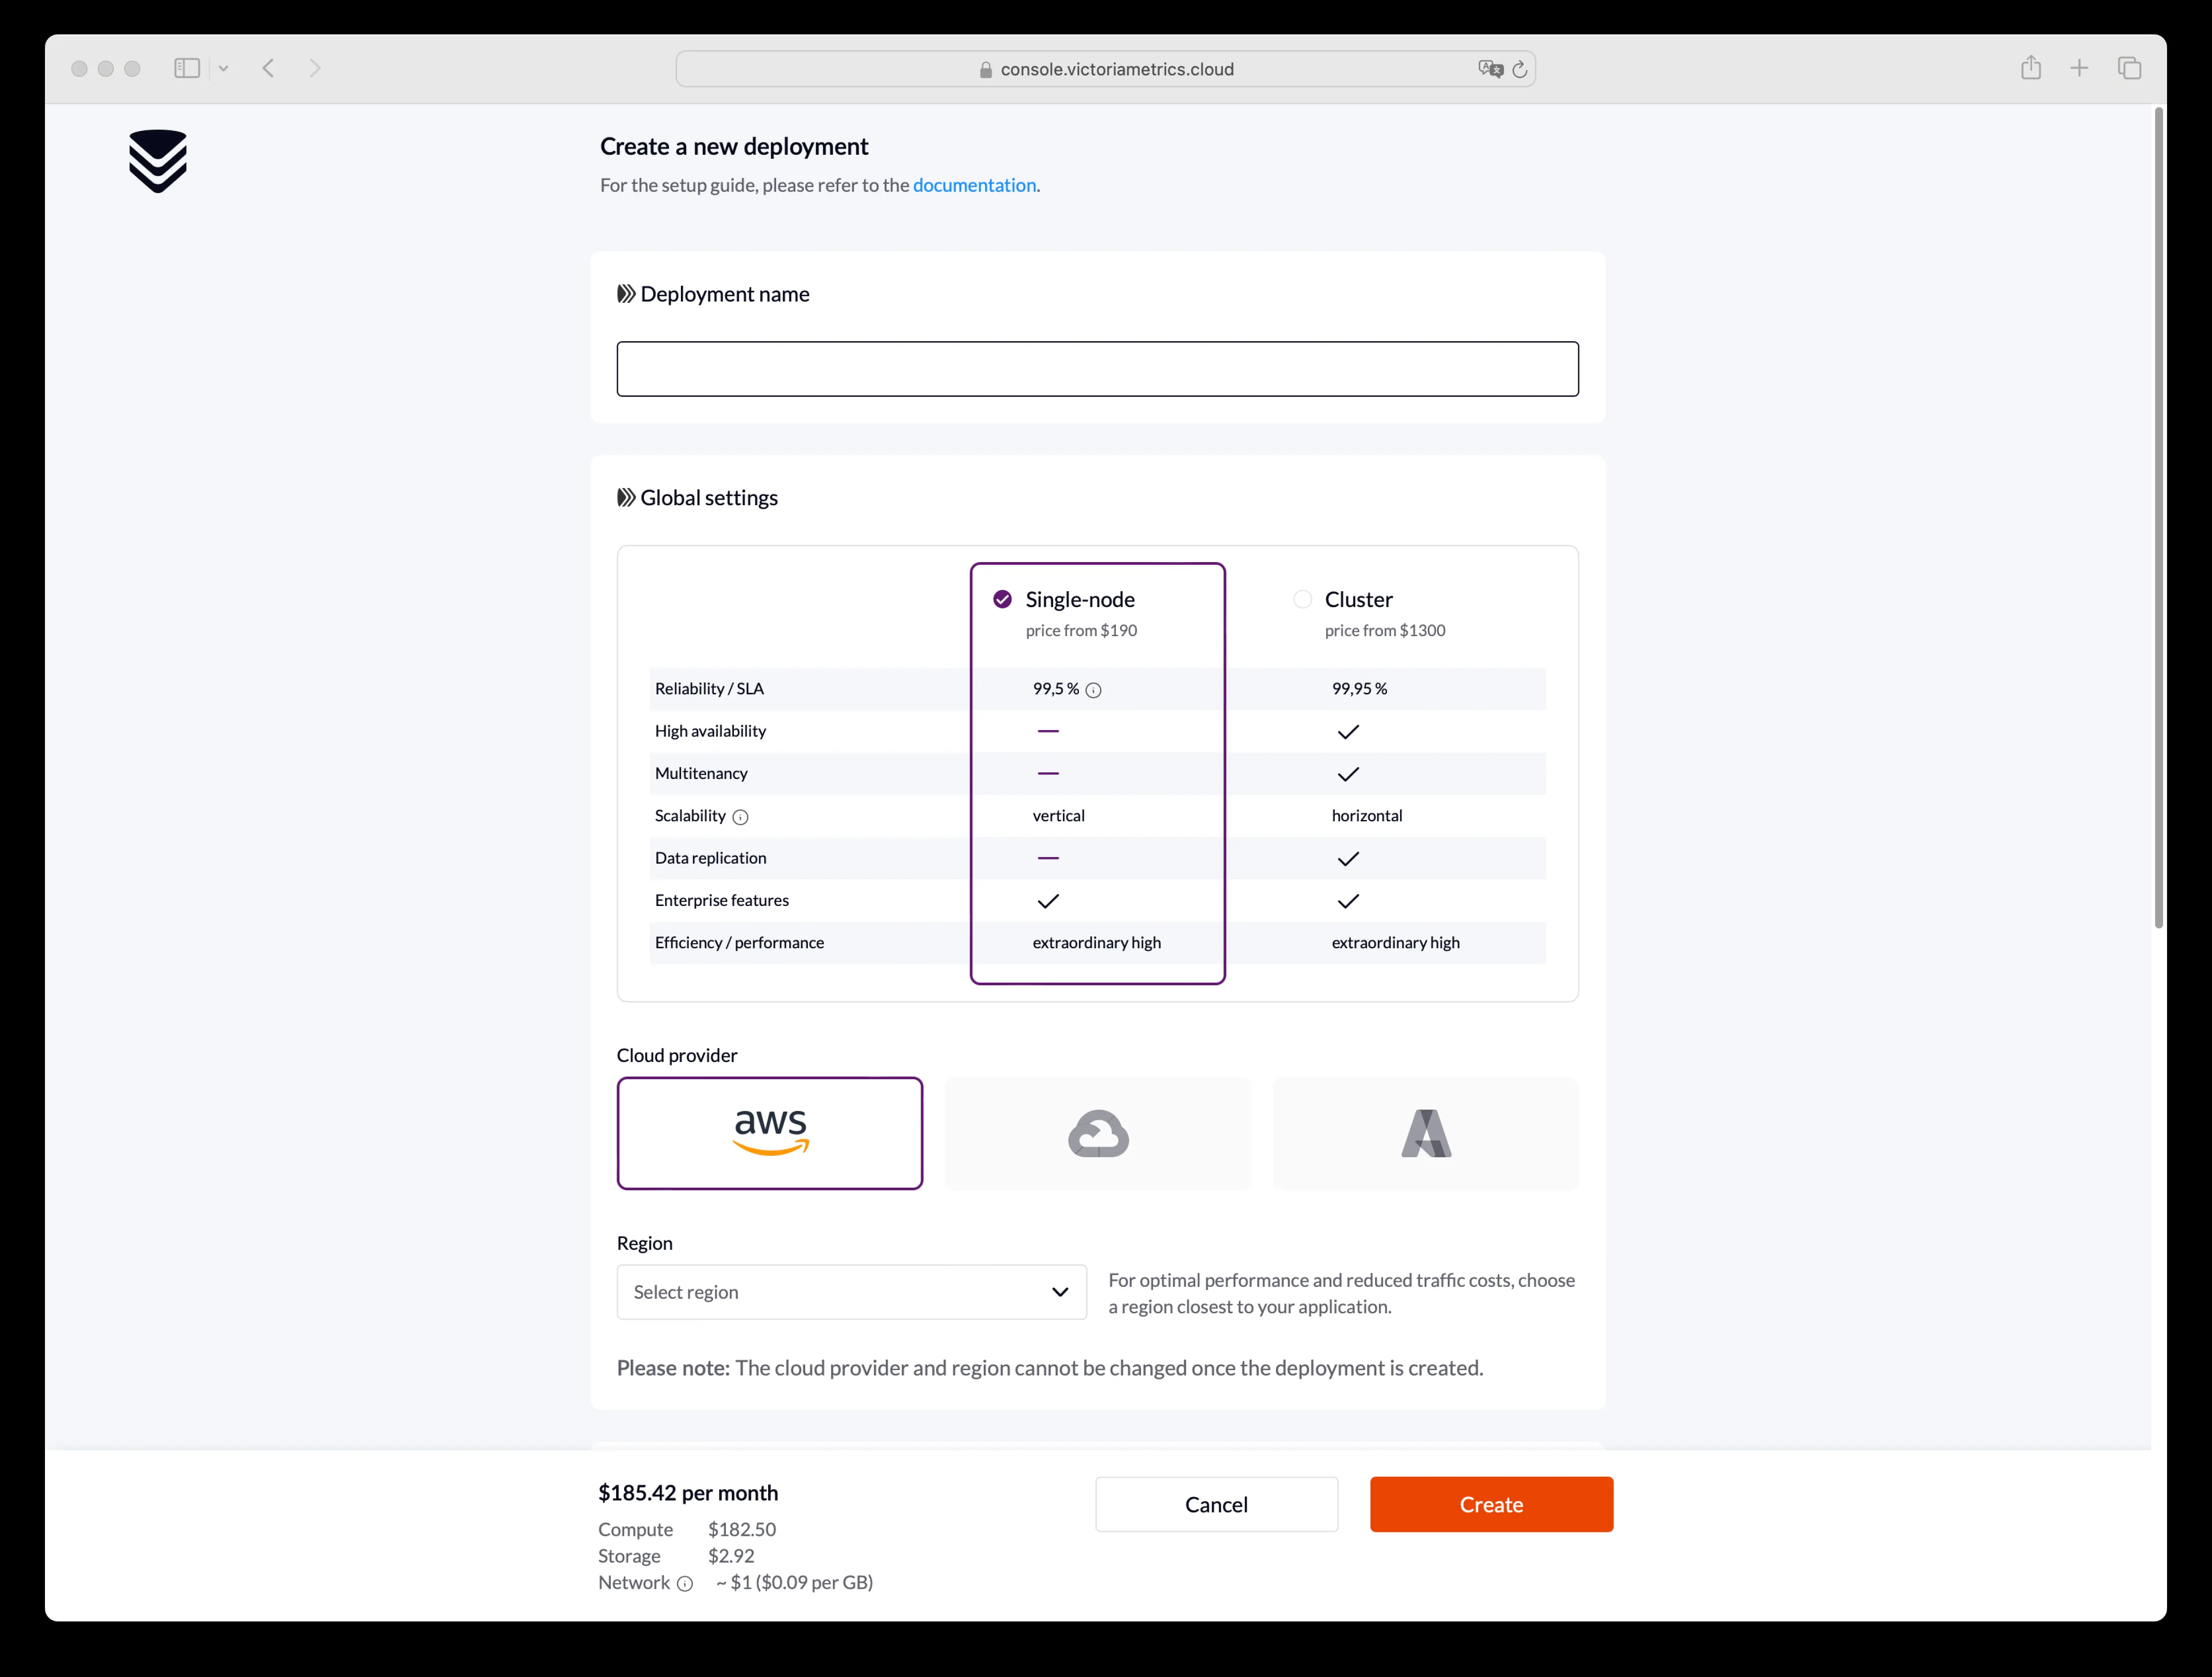 console.victoriametrics.cloud
Create a new deployment
For the setup guide, please refer to the documentation.
Deployment name
Global settings
Single-node
Cluster
price from $190
price from $1300
Reliability / SLA 99,5 % 99,95 %
High availability
Multitenancy
Scalability vertical horizontal
Data replication
Enterprise features
Efficiency / performance extraordinary high extraordinary high
Cloud provider
aws
Region
Select region
For optimal performance and reduced traffic costs, choose
a region closest to your application.
Please note: The cloud provider and region cannot be changed once the deployment is created.
$185.42 per month
Compute $182.50
Storage $2.92
Network ~ $1 ($0.09 per GB)
Cancel
Create